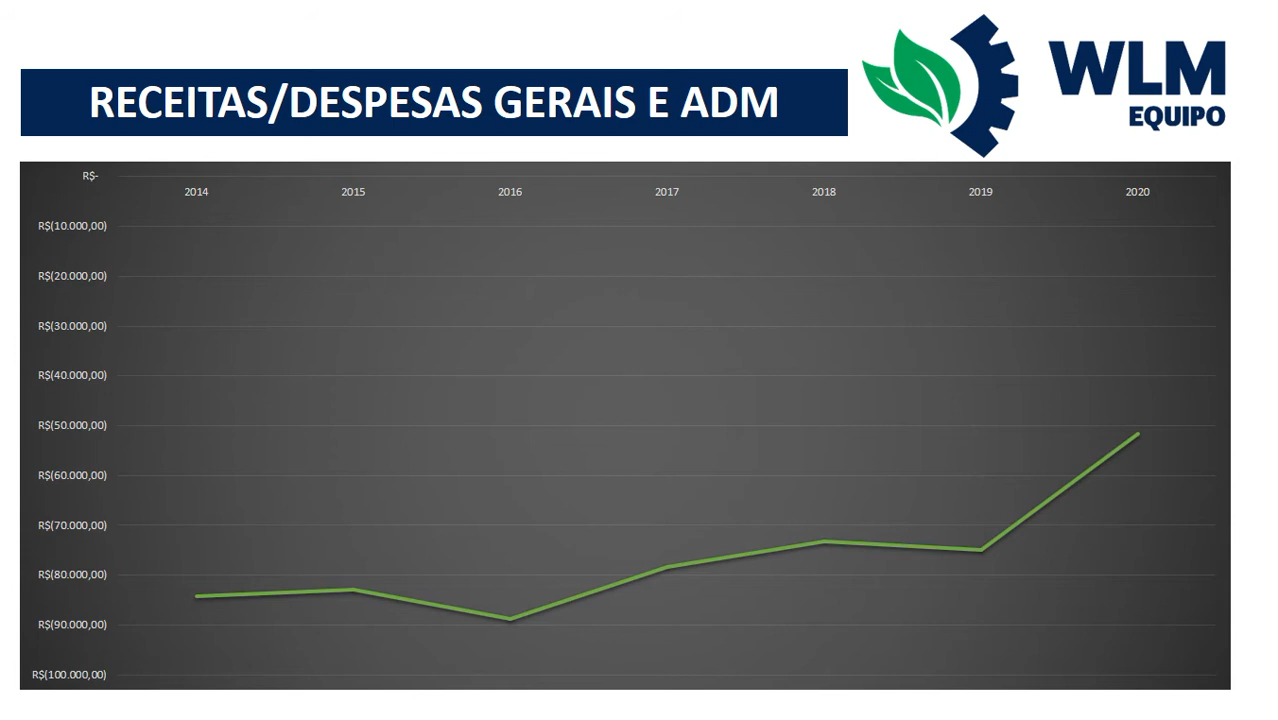 RECEITAS/DESPESAS GERAIS E ADM
WLM
EQUIPO
R$-
2014 2015 2016 2017 2018 2019 2020
R$(10.000,00)
R$(20.000,00)
R$(30.000,00)
R$(40.000,00)
R$(50.000,00)
R$(60.000,00)
R$(70.000,00)
R$(80.000,00)
R$(90.000,00)
R$(100.000,00)